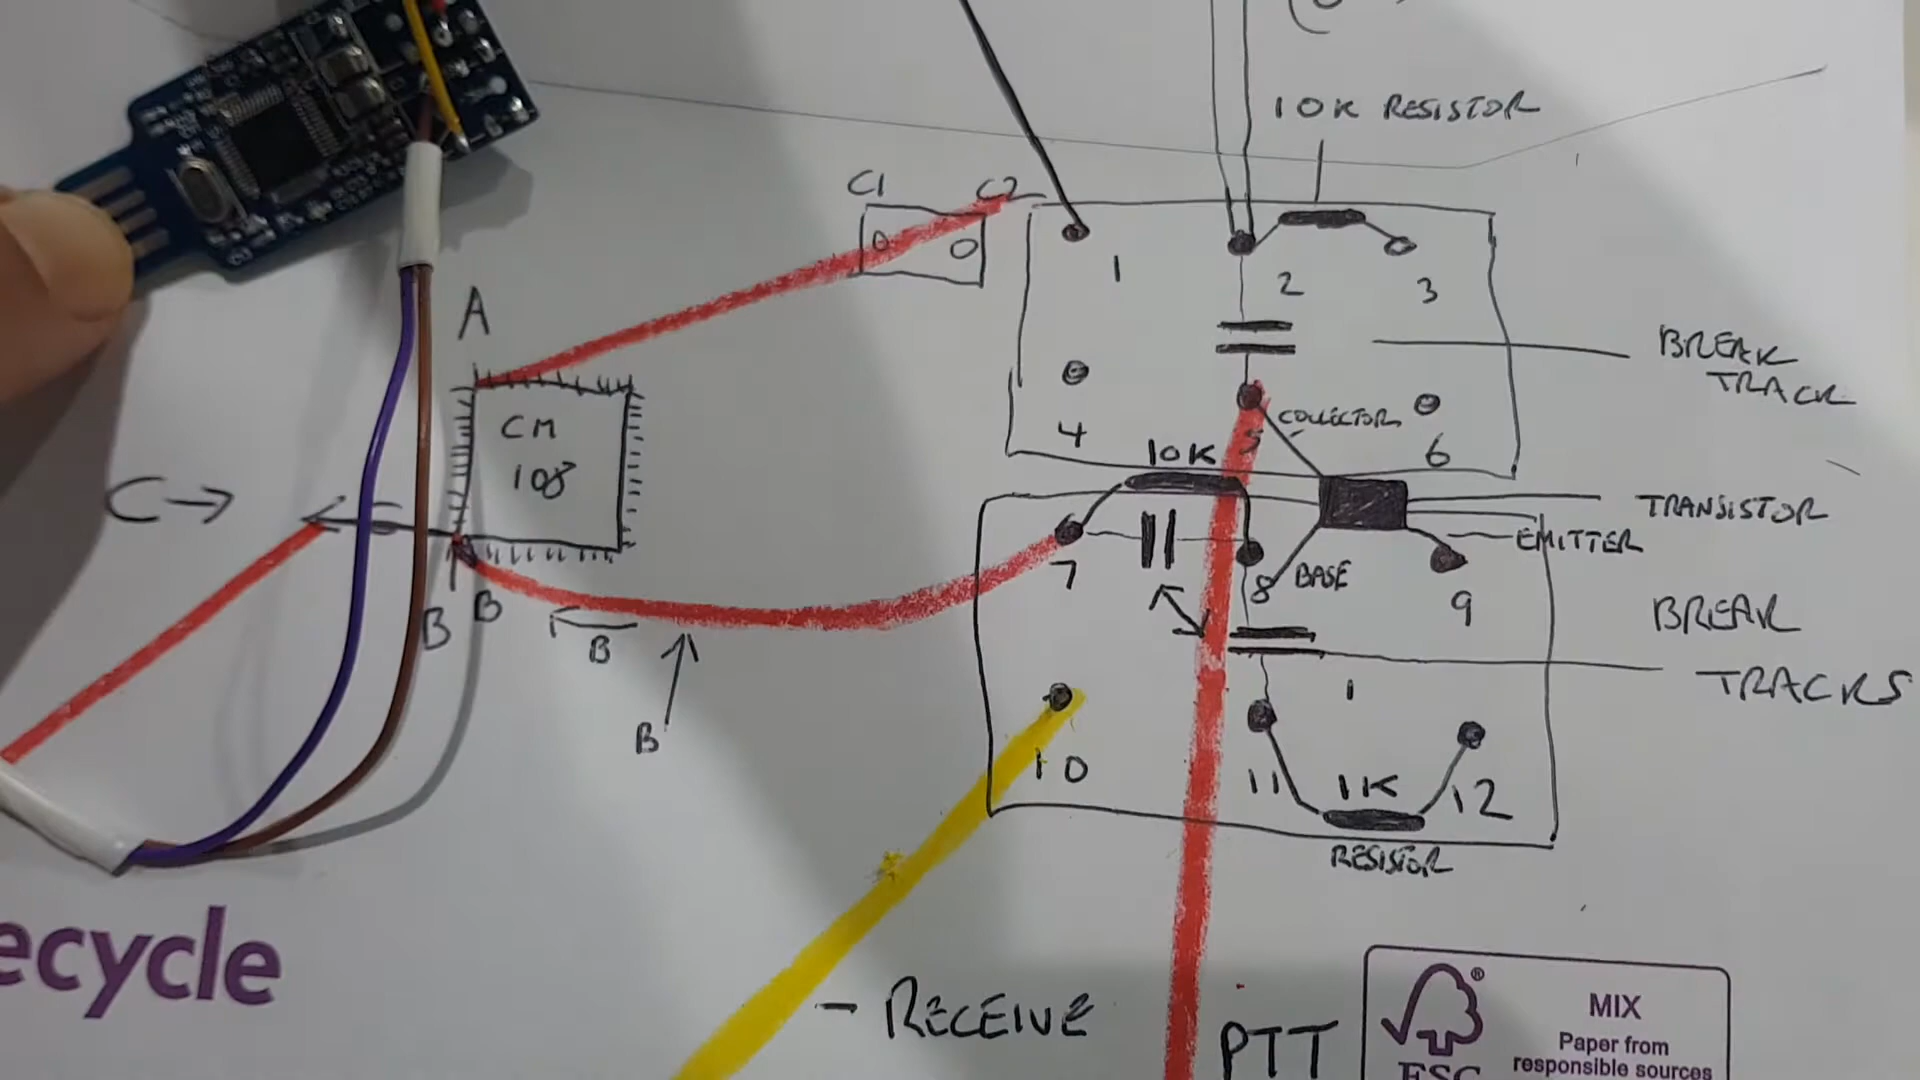 10K RESISTOR
C1 C2
1 2 3
A
BREAK
TRACK
COLLECTOR
4 5 6
CM
108
10K
C →
TRANSISTOR
EMITTER
7 8 BASE 9
B B
B
B
BREAK
TRACKS
1
10 11 1K 12
RESISTOR
ecycle
- RECEIVE
PTT
®
MIX
Paper from
responsible sources
FSC